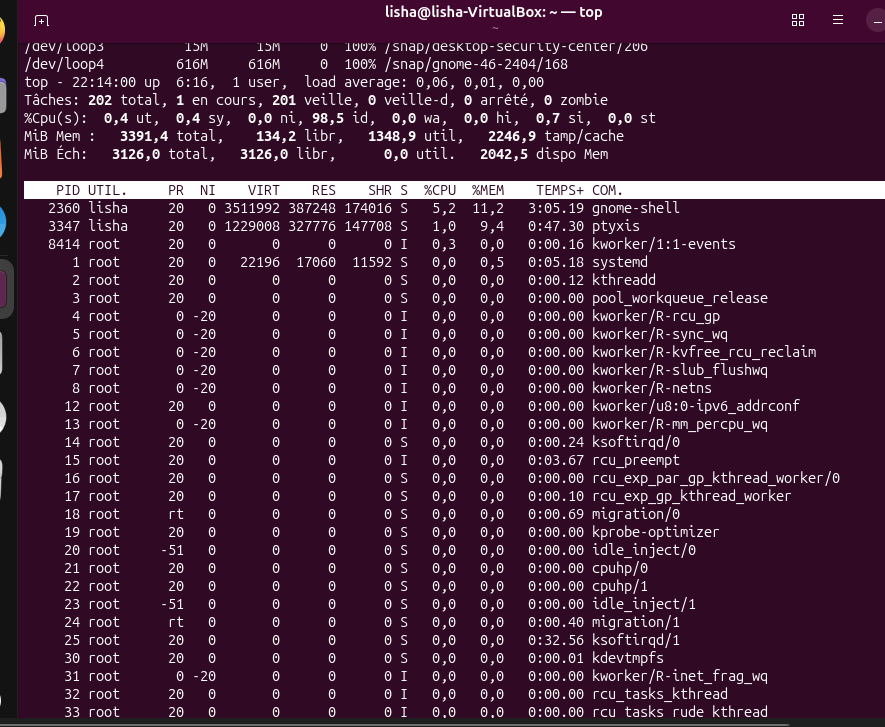 lisha@lisha-VirtualBox: ~ — top
~
/dev/loop3 15M 15M 0 100% /snap/desktop-security-center/206
/dev/loop4 616M 616M 0 100% /snap/gnome-46-2404/168
top - 22:14:00 up 6:16, 1 user, load average: 0,06, 0,01, 0,00
Tâches: 202 total, 1 en cours, 201 veille, 0 veille-d, 0 arrêté, 0 zombie
%Cpu(s): 0,4 ut, 0,4 sy, 0,0 ni, 98,5 id, 0,0 wa, 0,0 hi, 0,7 si, 0,0 st
MiB Mem : 3391,4 total, 134,2 libr, 1348,9 util, 2246,9 tamp/cache
MiB Éch: 3126,0 total, 3126,0 libr, 0,0 util. 2042,5 dispo Mem
PID UTIL. PR NI VIRT RES SHR S %CPU %MEM TEMPS+ COM.
2360 lisha 20 0 3511992 387248 174016 S 5,2 11,2 3:05.19 gnome-shell
3347 lisha 20 0 1229008 327776 147708 S 1,0 9,4 0:47.30 ptyxis
8414 root 20 0 0 0 0 I 0,3 0,0 0:00.16 kworker/1:1-events
1 root 20 0 22196 17060 11592 S 0,0 0,5 0:05.18 systemd
2 root 20 0 0 0 0 S 0,0 0,0 0:00.12 kthreadd
3 root 20 0 0 0 0 S 0,0 0,0 0:00.00 pool_workqueue_release
4 root 0 -20 0 0 0 I 0,0 0,0 0:00.00 kworker/R-rcu_gp
5 root 0 -20 0 0 0 I 0,0 0,0 0:00.00 kworker/R-sync_wq
6 root 0 -20 0 0 0 I 0,0 0,0 0:00.00 kworker/R-kvfree_rcu_reclaim
7 root 0 -20 0 0 0 I 0,0 0,0 0:00.00 kworker/R-slub_flushwq
8 root 0 -20 0 0 0 I 0,0 0,0 0:00.00 kworker/R-netns
12 root 20 0 0 0 0 I 0,0 0,0 0:00.00 kworker/u8:0-ipv6_addrconf
13 root 0 -20 0 0 0 I 0,0 0,0 0:00.00 kworker/R-mm_percpu_wq
14 root 20 0 0 0 0 S 0,0 0,0 0:00.24 ksoftirqd/0
15 root 20 0 0 0 0 I 0,0 0,0 0:03.67 rcu_preempt
16 root 20 0 0 0 0 S 0,0 0,0 0:00.00 rcu_exp_par_gp_kthread_worker/0
17 root 20 0 0 0 0 S 0,0 0,0 0:00.10 rcu_exp_gp_kthread_worker
18 root rt 0 0 0 0 S 0,0 0,0 0:00.69 migration/0
19 root 20 0 0 0 0 S 0,0 0,0 0:00.00 kprobe-optimizer
20 root -51 0 0 0 0 S 0,0 0,0 0:00.00 idle_inject/0
21 root 20 0 0 0 0 S 0,0 0,0 0:00.00 cpuhp/0
22 root 20 0 0 0 0 S 0,0 0,0 0:00.00 cpuhp/1
23 root -51 0 0 0 0 S 0,0 0,0 0:00.00 idle_inject/1
24 root rt 0 0 0 0 S 0,0 0,0 0:00.40 migration/1
25 root 20 0 0 0 0 S 0,0 0,0 0:32.56 ksoftirqd/1
30 root 20 0 0 0 0 S 0,0 0,0 0:00.01 kdevtmpfs
31 root 0 -20 0 0 0 I 0,0 0,0 0:00.00 kworker/R-inet_frag_wq
32 root 20 0 0 0 0 I 0,0 0,0 0:00.00 rcu_tasks_kthread
33 root 20 0 0 0 0 I 0,0 0,0 0:00.00 rcu_tasks_rude_kthread